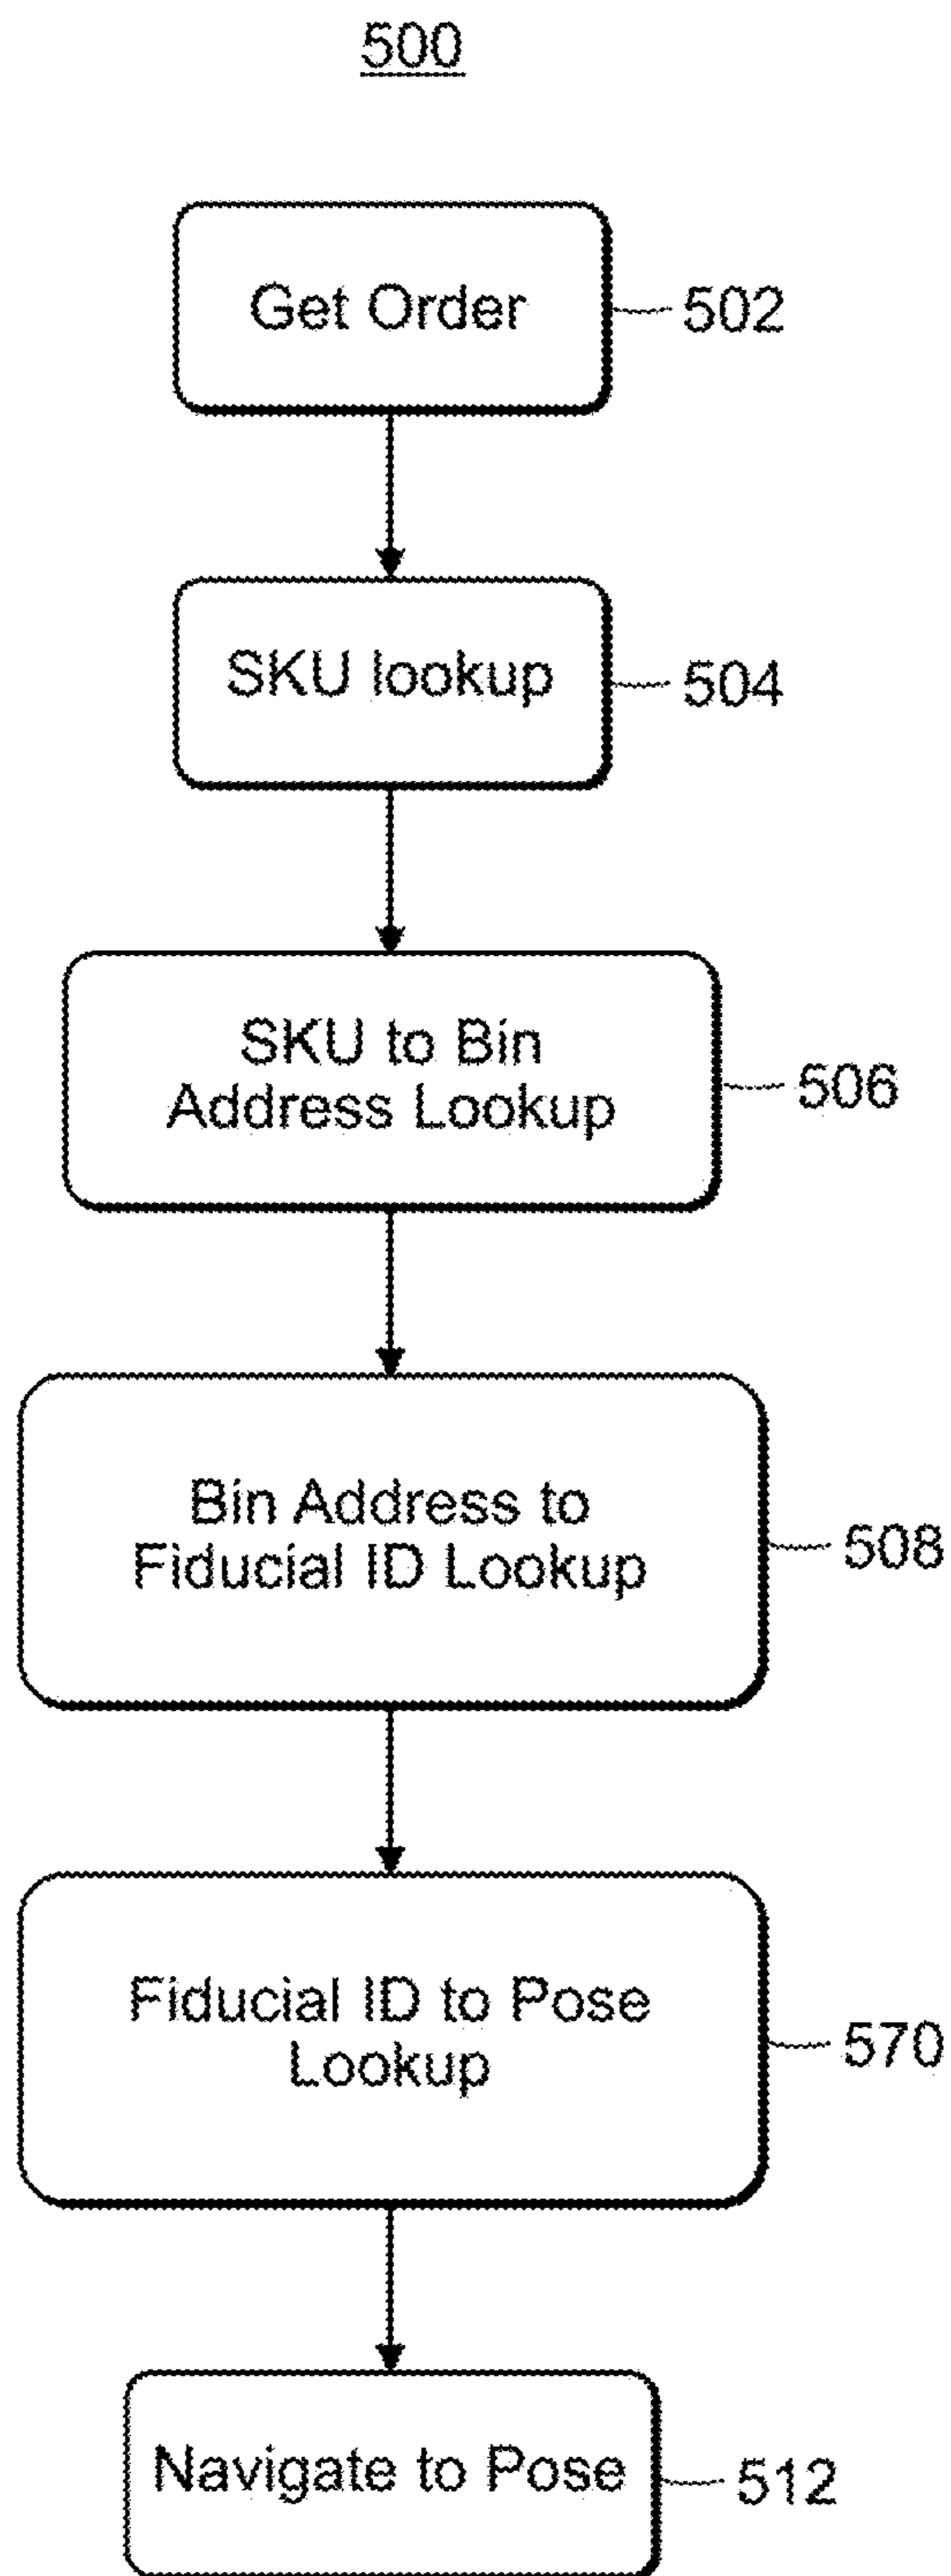 500
Get Order
502
SKU lookup
504
SKU to Bin
Address Lookup
506
Bin Address to
Fiducial ID Lookup
508
Fiducial ID to Pose
Lookup
570
Navigate to Pose
512